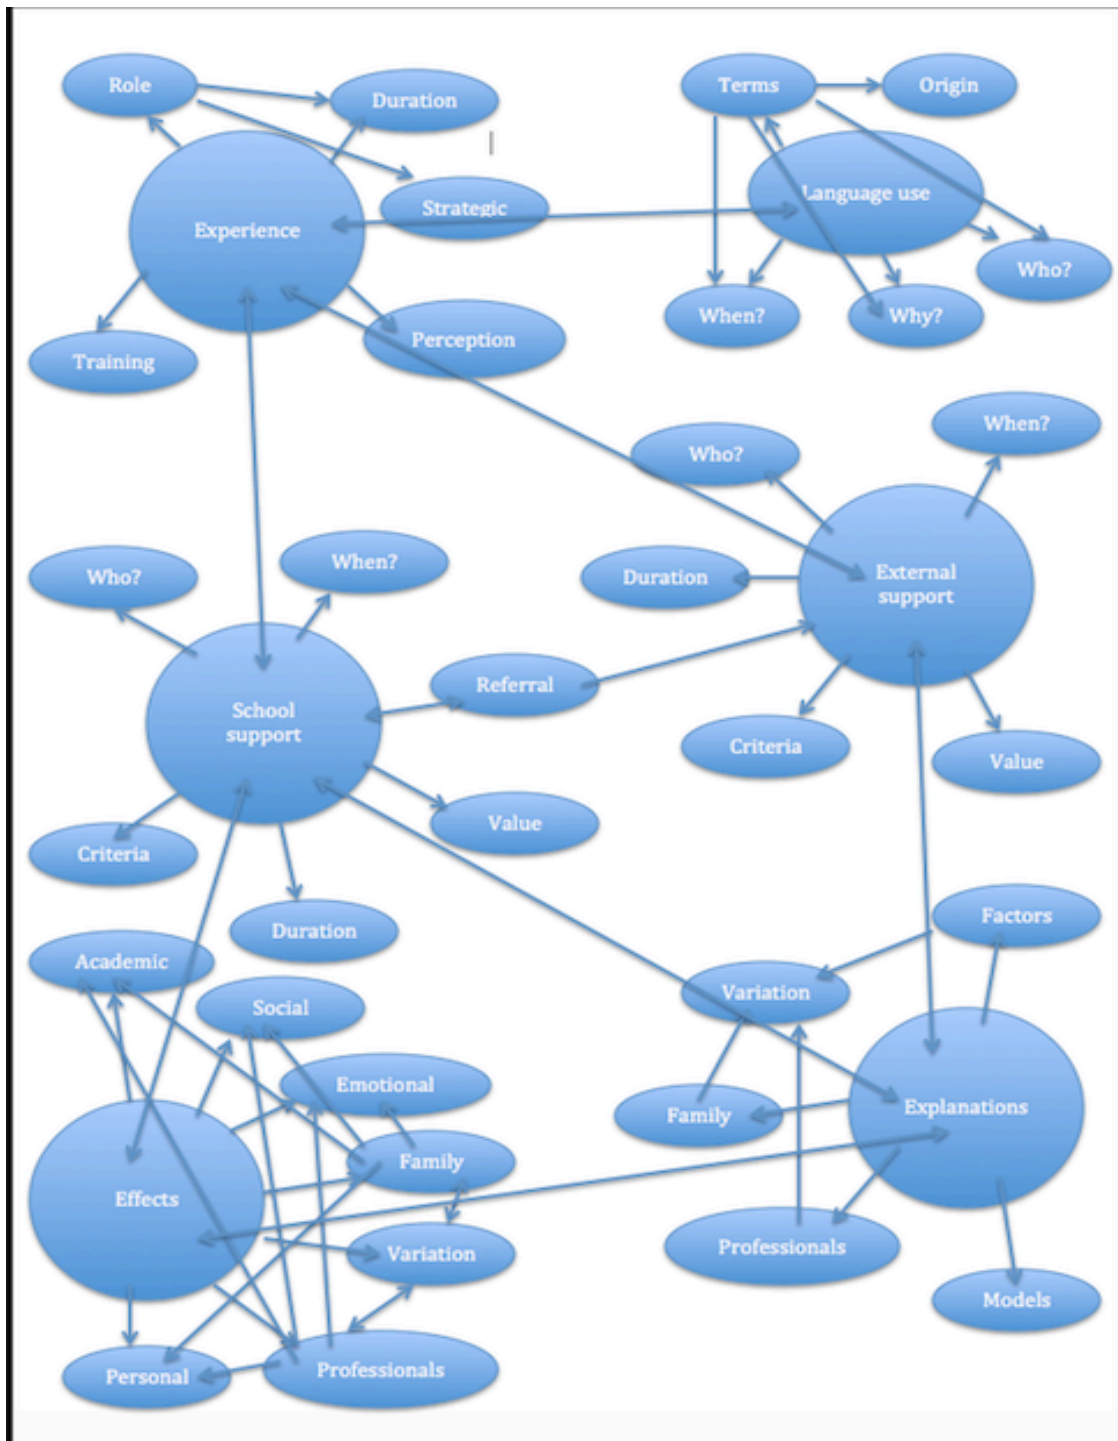 Role
Duration
Terms
Origin
Strategic
Language use
Experience
Who?
When?
Why?
Training
Perception
When?
Who?
External
support
Duration
Who?
When?
Referral
School
support
Criteria
Value
Value
Criteria
Duration
Factors
Academic
Variation
Social
Emotional
Explanations
Family
Family
Effects
Variation
Professionals
Models
Personal
Professionals